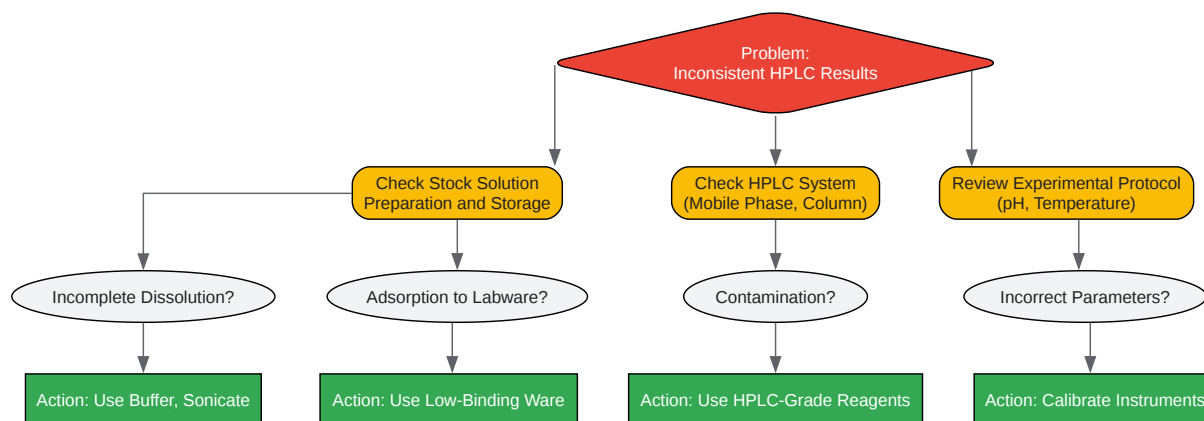 Problem:
Inconsistent HPLC Results
Check Stock Solution
Preparation and Storage
Check HPLC System
(Mobile Phase, Column)
Review Experimental Protocol
(pH, Temperature)
Incomplete Dissolution?
Adsorption to Labware?
Contamination?
Incorrect Parameters?
Action: Use Buffer, Sonicate
Action: Use Low-Binding Ware
Action: Use HPLC-Grade Reagents
Action: Calibrate Instruments